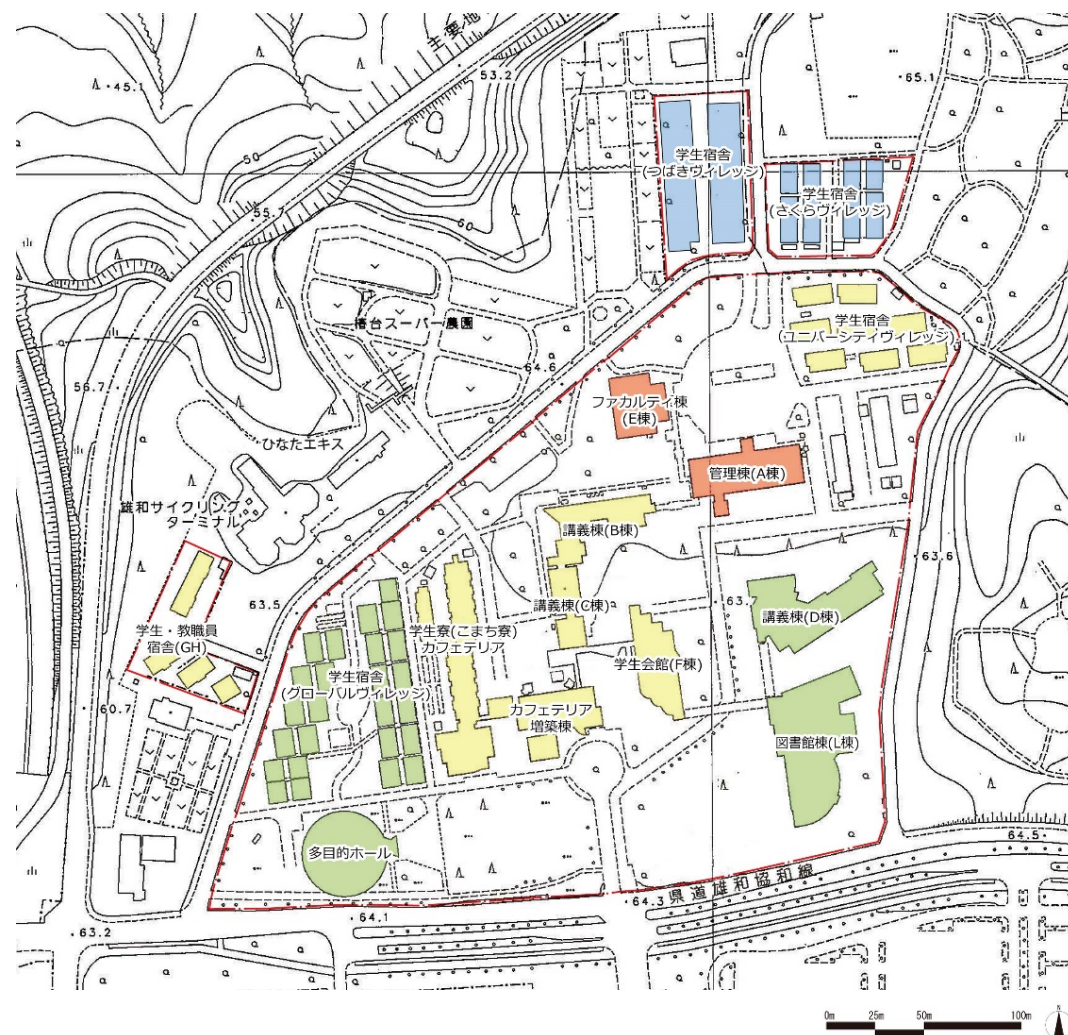 主要地
53.2
45.1
65.1
50
55.7
60
学生宿舎
(つばきヴィレッジ)
学生宿舎
(さくらヴィレッジ)
椿台スーパー農園
学生宿舎
(ユニバーシティヴィレッジ)
64.6
56.7
ファカルティ棟
(E棟)
ひなたエキス
管理棟(A棟)
雄和サイクリング
ターミナル
講義棟(B棟)
63.6
63.5
講義棟(C棟)
63.
講義棟(D棟)
学生・教職員
宿舎(GH)
学生寮(こまち寮)
カフェテリア
学生会館(F棟)
学生宿舎
(グローバルヴィレッジ)
60.7
カフェテリア
増築棟
図書館棟(L棟)
64.5
多目的ホール
県道雄和協和線
64.3
64.1
63.2
0m 25m 50m 100m
N